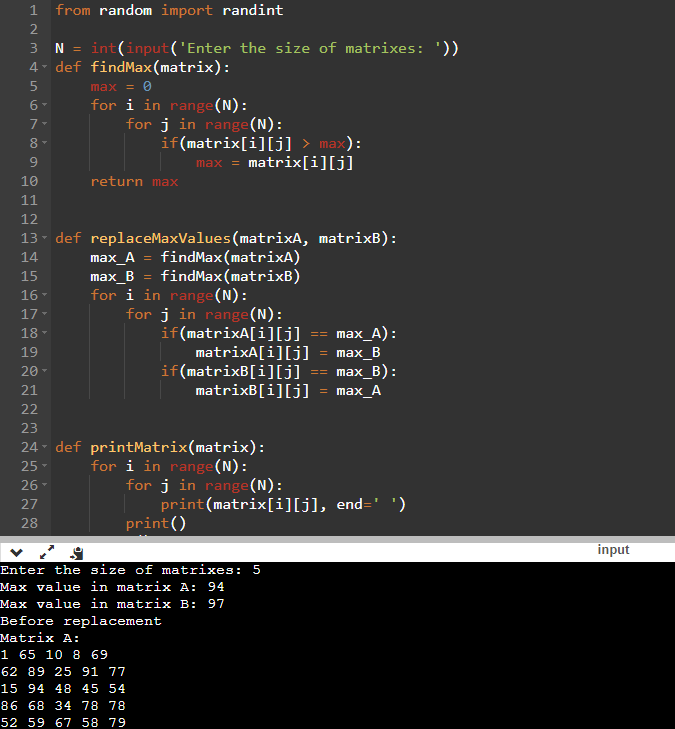 1 from random import randint
2
3 N = int(input('Enter the size of matrixes: '))
4 def findMax(matrix):
5     max = 0
6     for i in range(N):
7         for j in range(N):
8             if(matrix[i][j] > max):
9                 max = matrix[i][j]
10     return max
11
12
13 def replaceMaxValues(matrixA, matrixB):
14     max_A = findMax(matrixA)
15     max_B = findMax(matrixB)
16     for i in range(N):
17         for j in range(N):
18             if(matrixA[i][j] == max_A):
19                 matrixA[i][j] = max_B
20             if(matrixB[i][j] == max_B):
21                 matrixB[i][j] = max_A
22
23
24 def printMatrix(matrix):
25     for i in range(N):
26         for j in range(N):
27             print(matrix[i][j], end=' ')
28         print()
input
Enter the size of matrixes: 5
Max value in matrix A: 94
Max value in matrix B: 97
Before replacement
Matrix A:
1 65 10 8 69
62 89 25 91 77
15 94 48 45 54
86 68 34 78 78
52 59 67 58 79